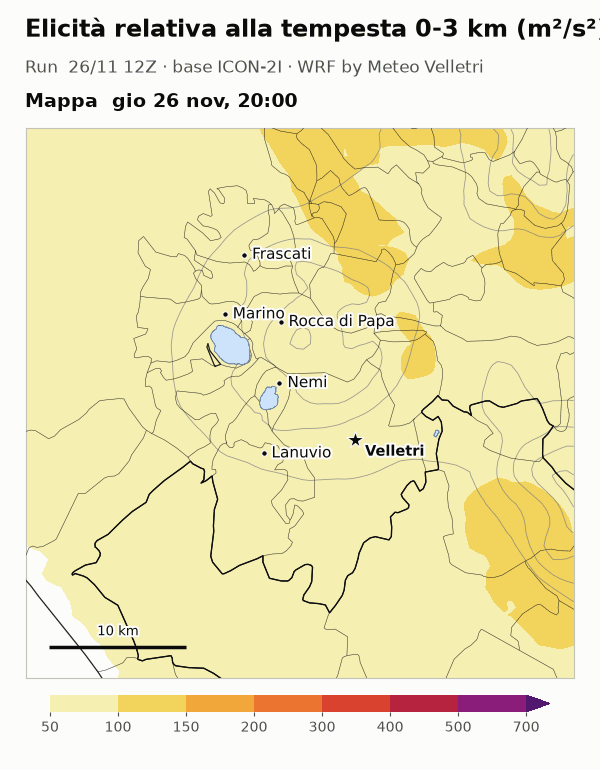 Elicità relativa alla tempesta 0-3 km (m²/s²)
Run  26/11 12Z · base ICON-2I · WRF by Meteo Velletri
Mappa  gio 26 nov, 20:00
Frascati
Marino
Rocca di Papa
Nemi
Velletri
Lanuvio
10 km
50 100 150 200 300 400 500 700